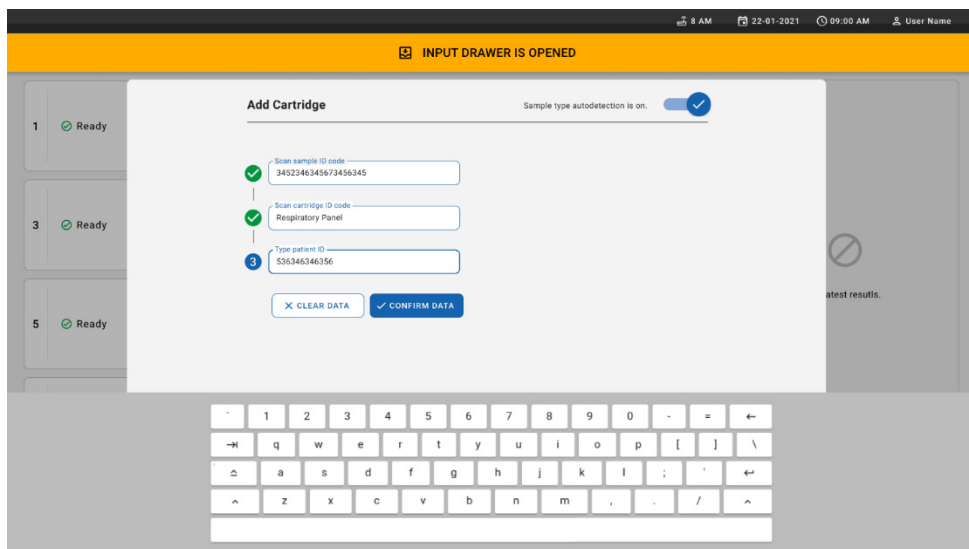 8 AM 22-01-2021 09:00 AM User Name
INPUT DRAWER IS OPENED
Add Cartridge Sample type autodetection is on.
1 Ready
Scan sample ID code
3452346345673456345
Scan cartridge ID code
Respiratory Panel
3 Ready
Type patient ID
3 536346346356
atest resutls.
CLEAR DATA CONFIRM DATA
5 Ready
` 1 2 3 4 5 6 7 8 9 0 - =
q w e r t y u i o p [ ] \
a s d f g h j k l ; '
z x c v b n m , . /